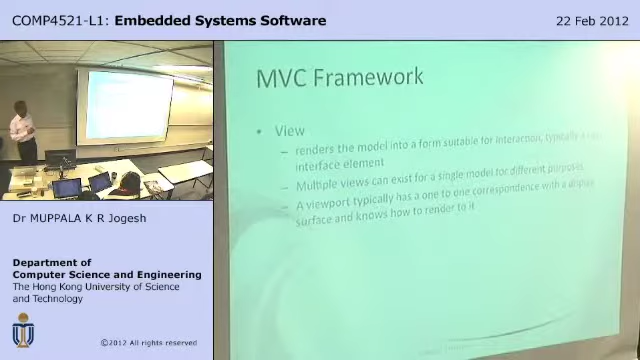 COMP4521-L1: Embedded Systems Software
22 Feb 2012
MVC Framework
• View
– renders the model into a form suitable for interaction, typically a
interface element
– Multiple views can exist for a single model for different purposes
– A viewport typically has a one to one correspondence with a display
surface and knows how to render to it
Dr MUPPALA K R Jogesh
Department of
Computer Science and Engineering
The Hong Kong University of Science
and Technology
©2012 All rights reserved